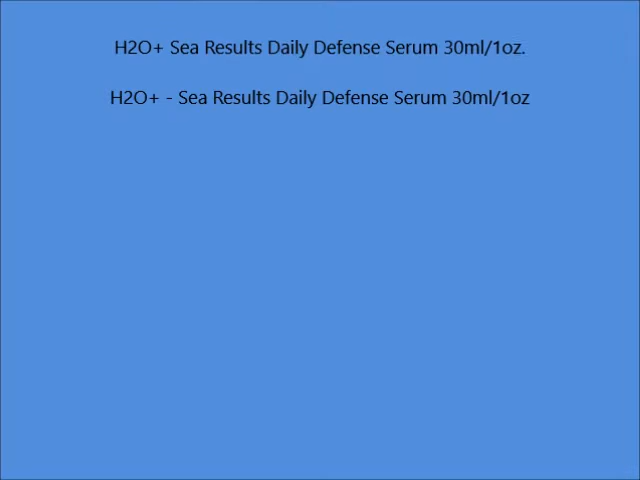 H2O+ Sea Results Daily Defense Serum 30ml/1oz.
H2O+ - Sea Results Daily Defense Serum 30ml/1oz